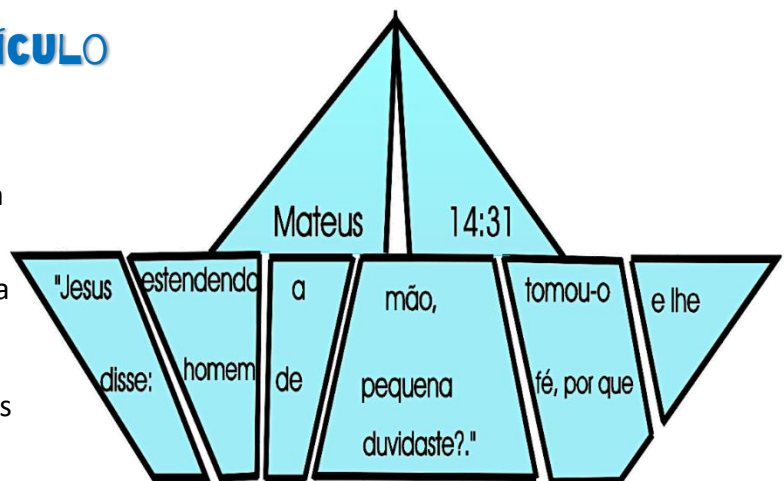 ÍCULO
Mateus 14:31
a
"Jesus estendendo a mão, tomou-o e lhe
disse: homem de pequena fé, por que
s
duvidaste?."